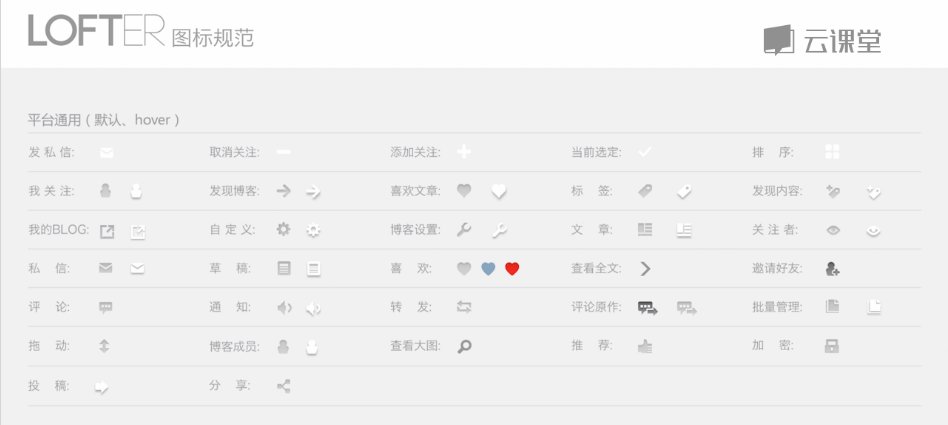 LOFTER 图标规范
云课堂
平台通用（默认、hover）
发 私 信: 取消关注: 添加关注: 当前选定: 排 序:
我 关 注: 发现博客: 喜欢文章: 标 签: 发现内容:
我的BLOG: 自 定 义: 博客设置: 文 章: 关 注 者:
私 信: 草 稿: 喜 欢: 查看全文: 邀请好友:
评 论: 通 知: 转 发: 评论原作: 批量管理:
拖 动: 博客成员: 查看大图: 推 荐: 加 密:
投 稿: 分 享: